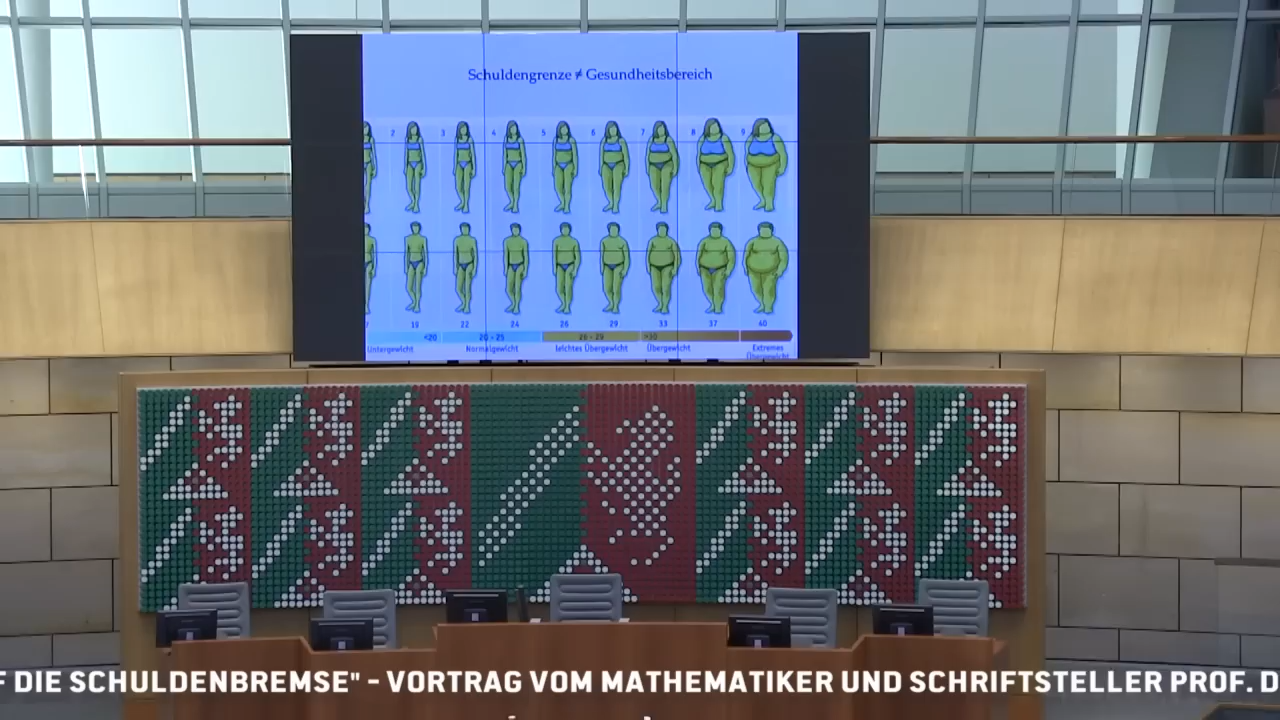 Schuldengrenze ≠ Gesundheitsbereich
2 3 4 5 6 7 8 9
19 22 24 26 29 33 37 40
<20 20 - 25 26 - 29 >30
Untergewicht Normalgewicht leichtes Übergewicht Übergewicht Extremes
Übergewicht
DIE SCHULDENBREMSE" - VORTRAG VOM MATHEMATIKER UND SCHRIFTSTELLER PROF. D